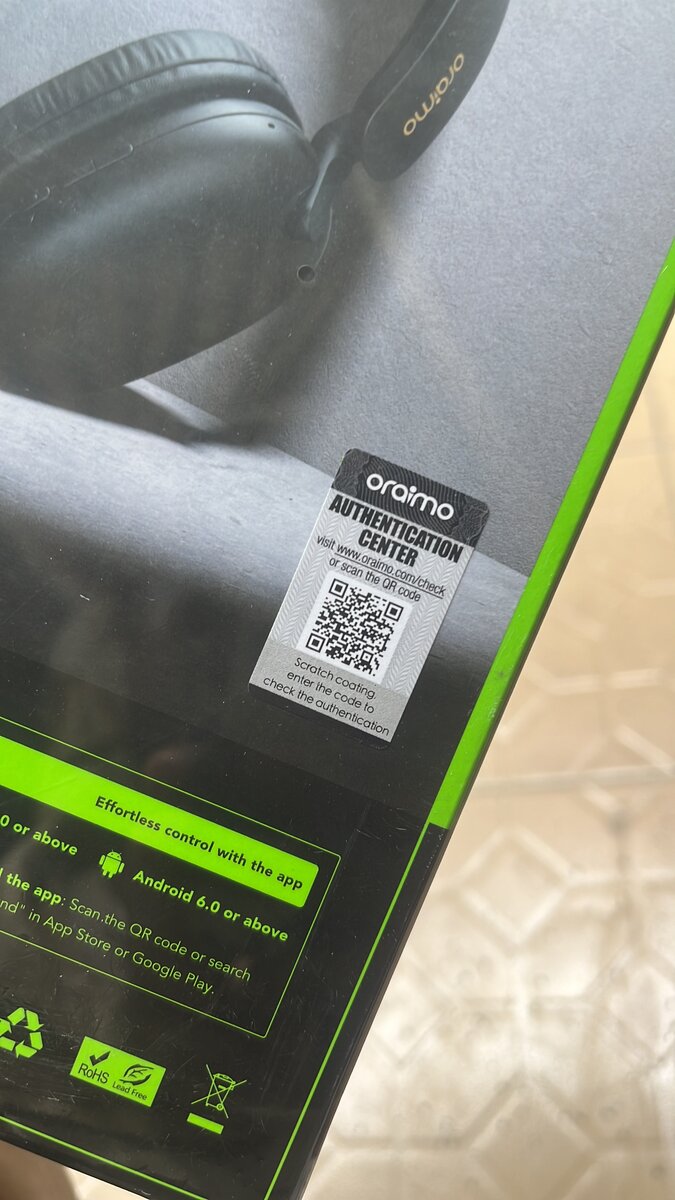 oraimo
oraimo
AUTHENTICATION
CENTER
visit www.oraimo.com/check
or scan the QR code
Scratch coating,
enter the code to
check the authentication
Effortless control with the app
0 or above
Android 6.0 or above
the app: Scan the QR code or search
nd" in App Store or Google Play.
RoHS
Lead Free